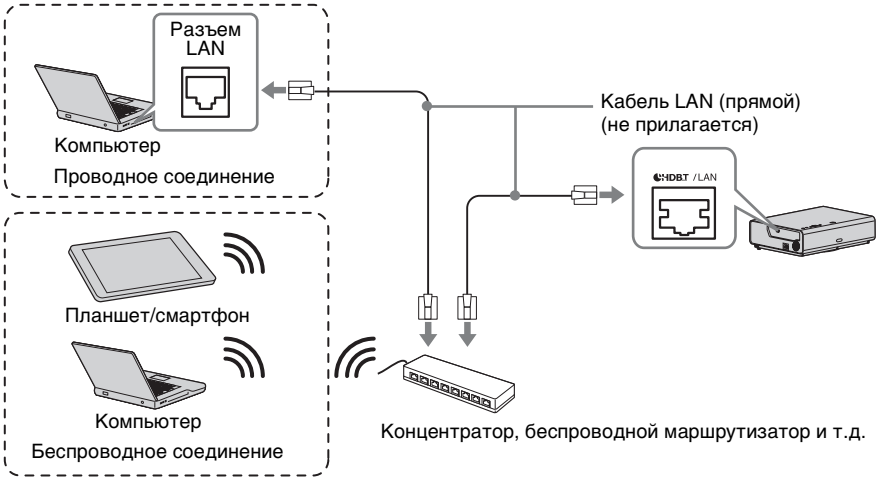 Разъем
LAN
Компьютер
Проводное соединение
Кабель LAN (прямой)
(не прилагается)
HDBT / LAN
Планшет/смартфон
Компьютер
Беспроводное соединение
Концентратор, беспроводной маршрутизатор и т.д.